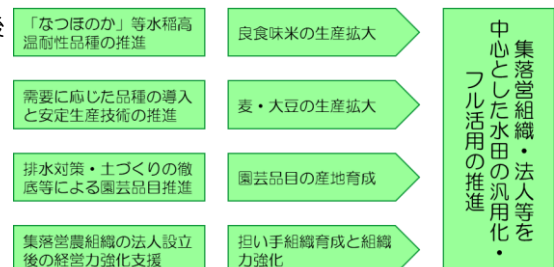 「なつほのか」等水稲高
温耐性品種の推進
良食味米の生産拡大
需要に応じた品種の導入
と安定生産技術の推進
麦・大豆の生産拡大
排水対策・土づくりの徹
底等による園芸品目推進
園芸品目の産地育成
集落営農組織の法人設立
後の経営力強化支援
担い手組織育成と組織
力強化
集落営組織・法人等を
中心とした水田の汎用化・
フル活用の推進